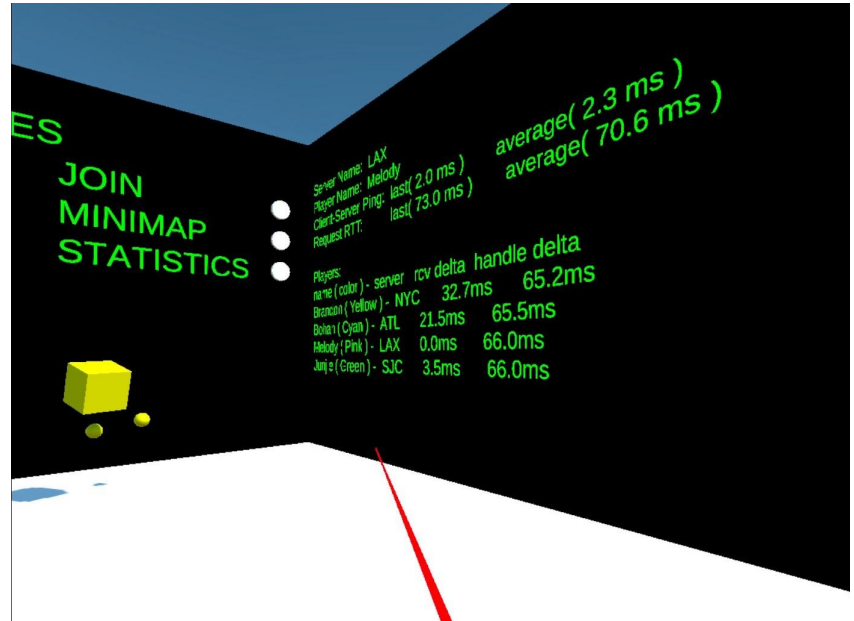 ES
JOIN
MINIMAP
STATISTICS
Server Name: LAX
Player Name: Melody
Client-Server Ping: last( 2.0 ms ) average( 2.3 ms )
Request RTT: last( 73.0 ms ) average( 70.6 ms )
Players:
name ( color ) - server rcv delta handle delta
Brandon ( Yellow ) - NYC 32.7ms 65.2ms
Bohan ( Cyan ) - ATL 21.5ms 65.5ms
Melody ( Pink ) - LAX 0.0ms 66.0ms
Junjie ( Green ) - SJC 3.5ms 66.0ms